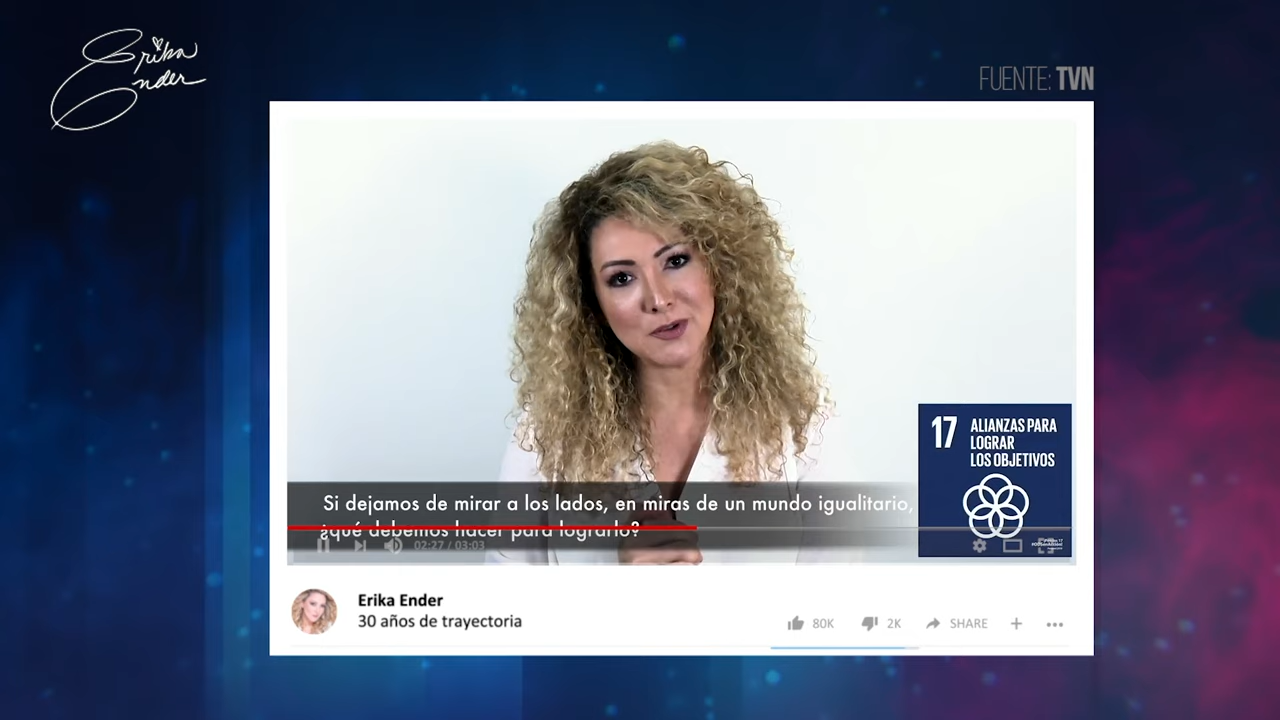 Erika
Ender
FUENTE: TVN
17 ALIANZAS PARA
LOGRAR
LOS OBJETIVOS
Si dejamos de mirar a los lados, en miras de un mundo igualitario,
¿qué debemos hacer para lograrlo?
02:27 / 03:03
Erika Ender
30 años de trayectoria
80K 2K SHARE